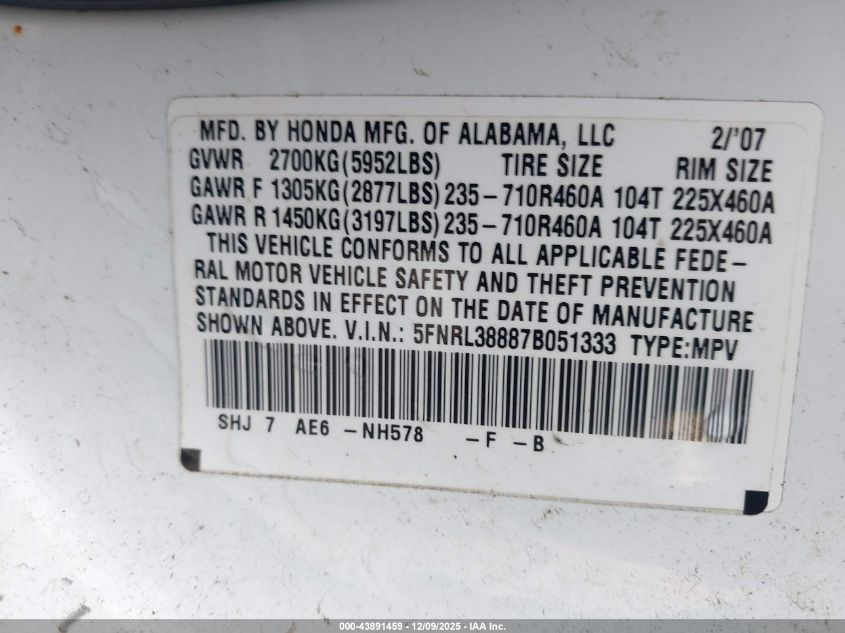 MFD. BY HONDA MFG. OF ALABAMA, LLC 2/'07
GVWR 2700KG(5952LBS) TIRE SIZE RIM SIZE
GAWR F 1305KG(2877LBS) 235-710R460A 104T 225X460A
GAWR R 1450KG(3197LBS) 235-710R460A 104T 225X460A
THIS VEHICLE CONFORMS TO ALL APPLICABLE FEDE-
RAL MOTOR VEHICLE SAFETY AND THEFT PREVENTION
STANDARDS IN EFFECT ON THE DATE OF MANUFACTURE
SHOWN ABOVE. V.I.N.: 5FNRL38887B051333 TYPE:MPV
SHJ 7 AE6 -NH578 -F -B
000-43891459 - 12/09/2025 - IAA Inc.